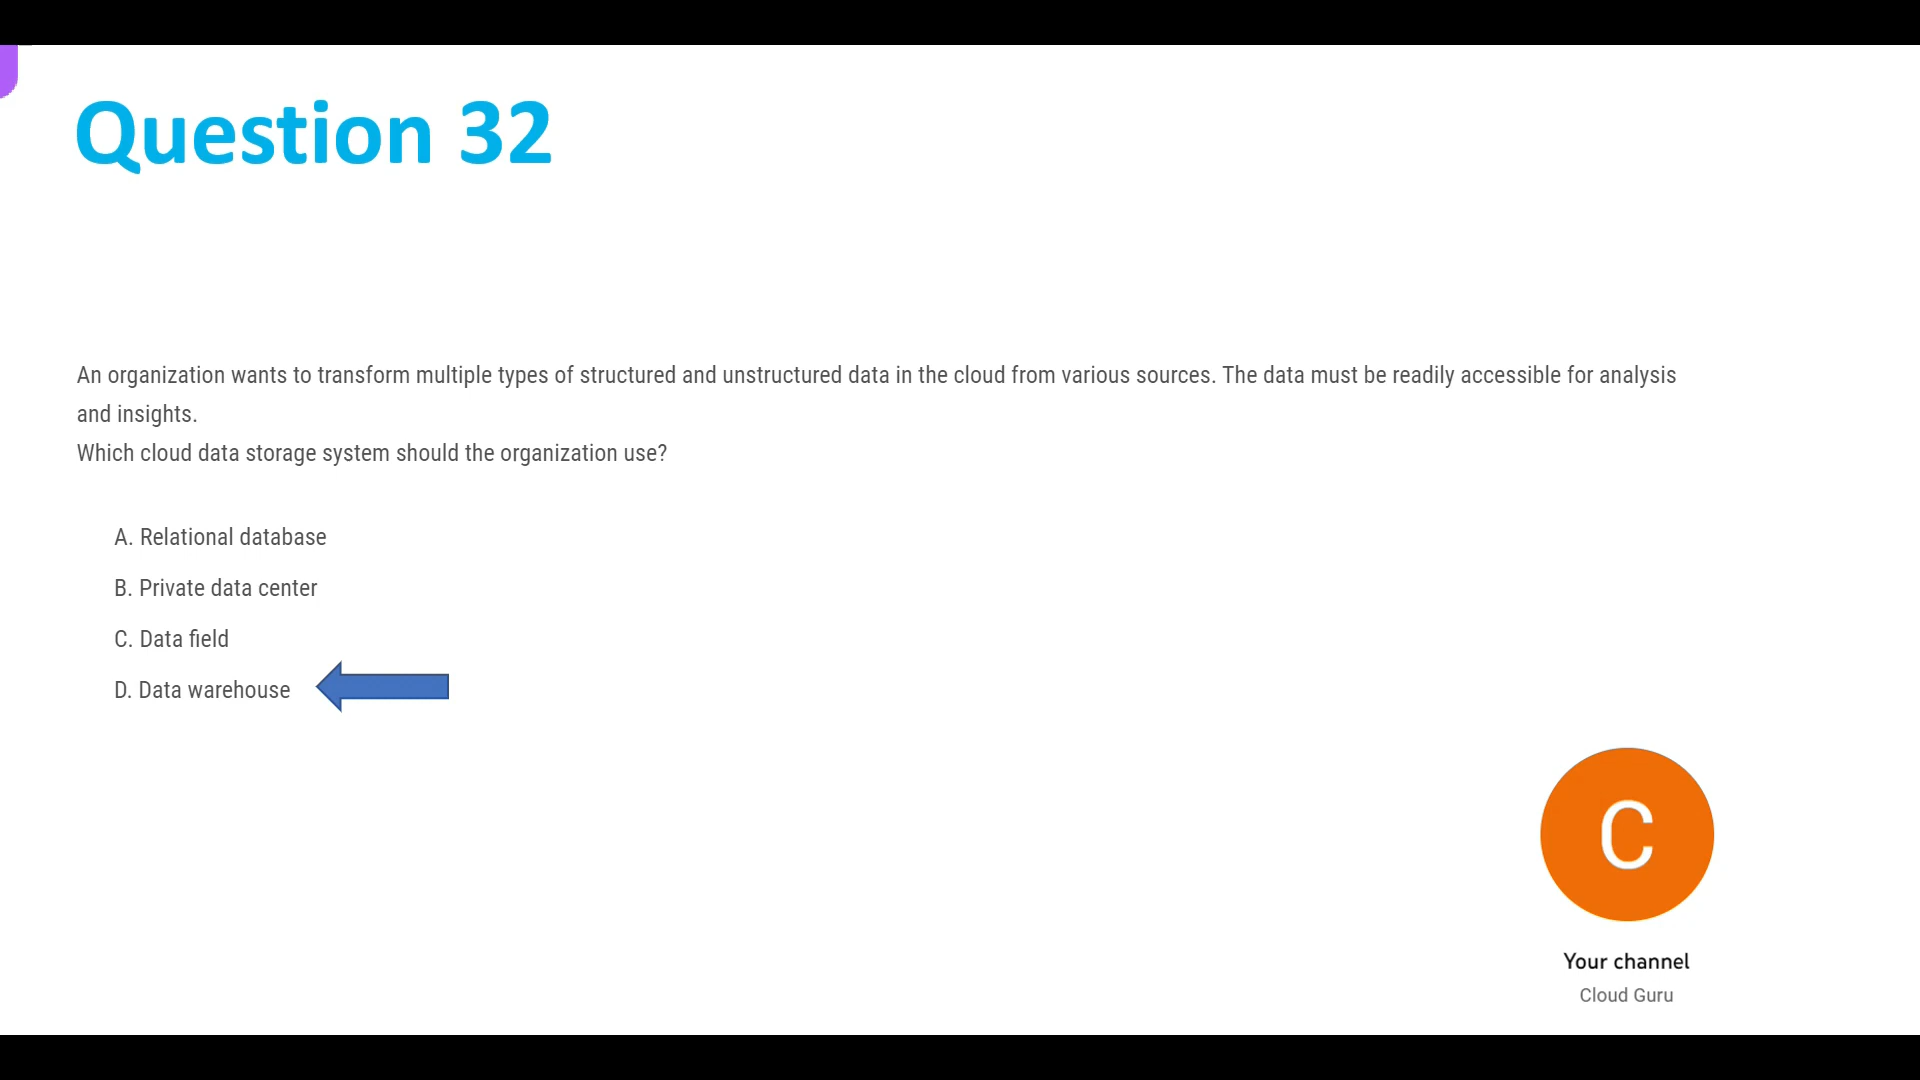 Question 32
An organization wants to transform multiple types of structured and unstructured data in the cloud from various sources. The data must be readily accessible for analysis
and insights.
Which cloud data storage system should the organization use?
A. Relational database
B. Private data center
C. Data field
D. Data warehouse
C
Your channel
Cloud Guru